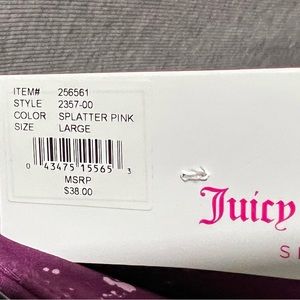 ITEM# 256561
STYLE 2357-00
COLOR SPLATTER PINK
SIZE LARGE
0 43475 15565 3
MSRP
$38.00
Juicy
S